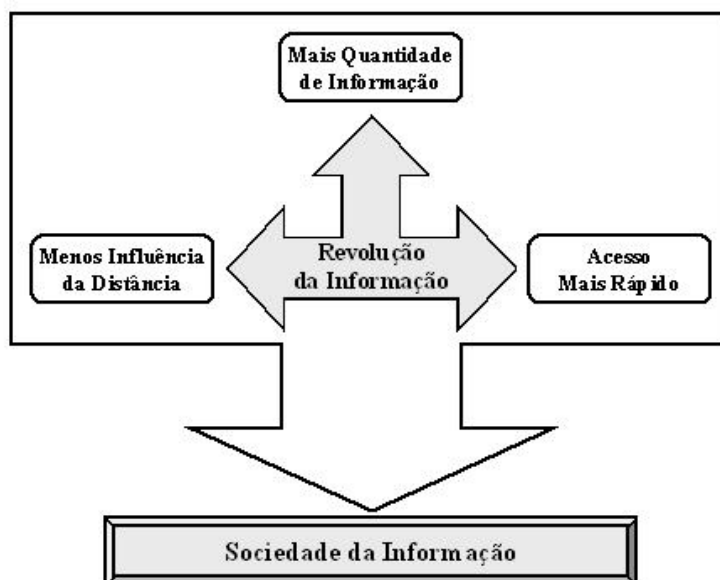 Mais Quantidade
de Informação
Menos Influência
da Distância
Revolução
da Informação
Acesso
Mais Rápido
Sociedade da Informação